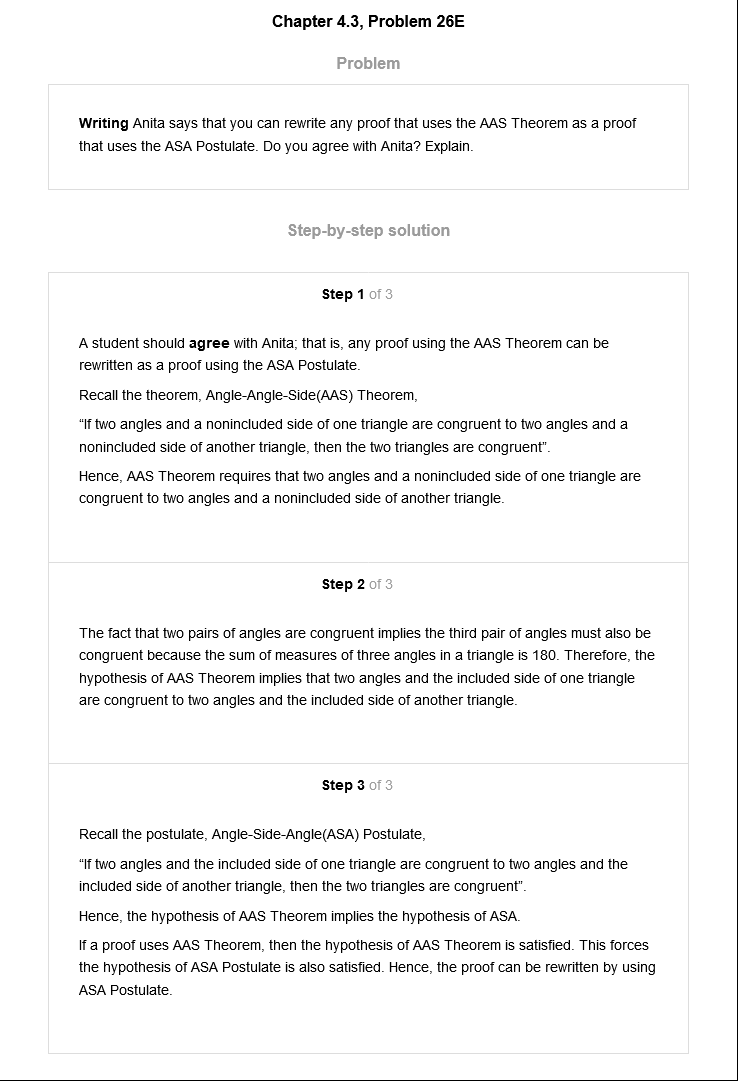 Chapter 4.3, Problem 26E
Problem
Writing Anita says that you can rewrite any proof that uses the AAS Theorem as a proof
that uses the ASA Postulate. Do you agree with Anita? Explain.
Step-by-step solution
Step 1 of 3
A student should agree with Anita; that is, any proof using the AAS Theorem can be
rewritten as a proof using the ASA Postulate.
Recall the theorem, Angle-Angle-Side(AAS) Theorem,
“If two angles and a nonincluded side of one triangle are congruent to two angles and a
nonincluded side of another triangle, then the two triangles are congruent”.
Hence, AAS Theorem requires that two angles and a nonincluded side of one triangle are
congruent to two angles and a nonincluded side of another triangle.
Step 2 of 3
The fact that two pairs of angles are congruent implies the third pair of angles must also be
congruent because the sum of measures of three angles in a triangle is 180. Therefore, the
hypothesis of AAS Theorem implies that two angles and the included side of one triangle
are congruent to two angles and the included side of another triangle.
Step 3 of 3
Recall the postulate, Angle-Side-Angle(ASA) Postulate,
“If two angles and the included side of one triangle are congruent to two angles and the
included side of another triangle, then the two triangles are congruent”.
Hence, the hypothesis of AAS Theorem implies the hypothesis of ASA.
If a proof uses AAS Theorem, then the hypothesis of AAS Theorem is satisfied. This forces
the hypothesis of ASA Postulate is also satisfied. Hence, the proof can be rewritten by using
ASA Postulate.